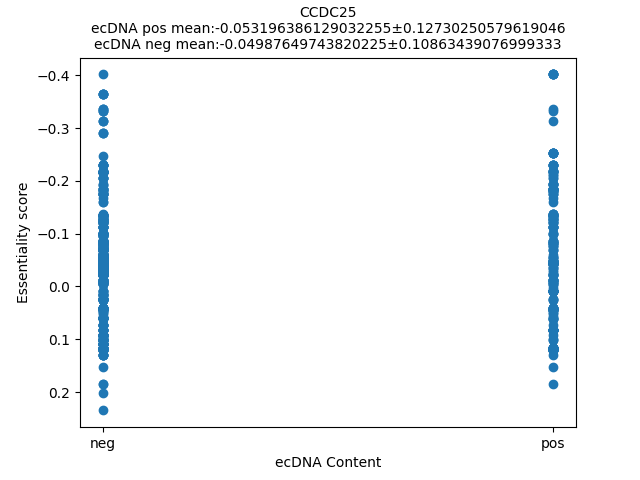 CCDC25
ecDNA pos mean:-0.053196386129032255±0.12730250579619046
ecDNA neg mean:-0.04987649743820225±0.10863439076999333
−0.4
−0.3
−0.2
−0.1
0.0
0.1
0.2
Essentiality score
neg
pos
ecDNA Content